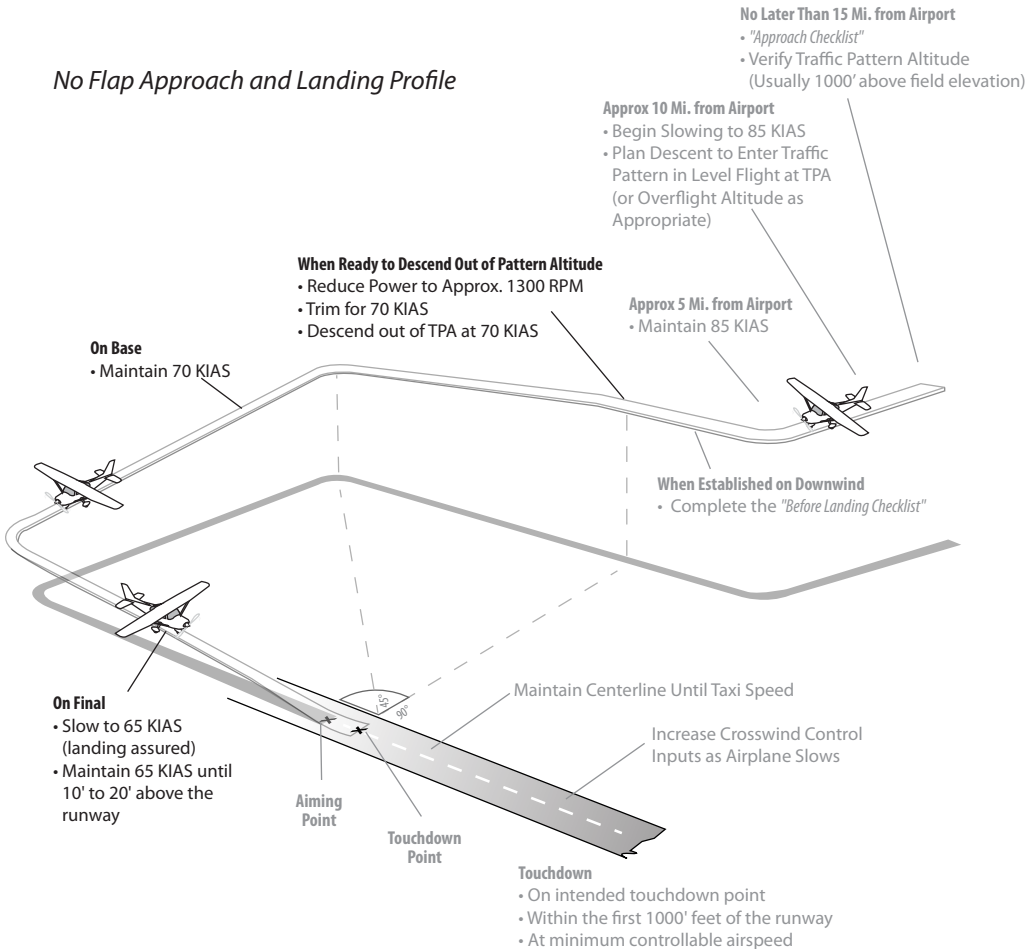 No Flap Approach and Landing Profile
No Later Than 15 Mi. from Airport
• "Approach Checklist"
• Verify Traffic Pattern Altitude
(Usually 1000' above field elevation)
Approx 10 Mi. from Airport
• Begin Slowing to 85 KIAS
• Plan Descent to Enter Traffic
Pattern in Level Flight at TPA
(or Overflight Altitude as
Appropriate)
When Ready to Descend Out of Pattern Altitude
• Reduce Power to Approx. 1300 RPM
• Trim for 70 KIAS
• Descend out of TPA at 70 KIAS
Approx 5 Mi. from Airport
• Maintain 85 KIAS
On Base
• Maintain 70 KIAS
When Established on Downwind
• Complete the "Before Landing Checklist"
On Final
• Slow to 65 KIAS
(landing assured)
• Maintain 65 KIAS until
10' to 20' above the
runway
45°
90°
Maintain Centerline Until Taxi Speed
Increase Crosswind Control
Inputs as Airplane Slows
Aiming
Point
Touchdown
Point
Touchdown
• On intended touchdown point
• Within the first 1000' feet of the runway
• At minimum controllable airspeed